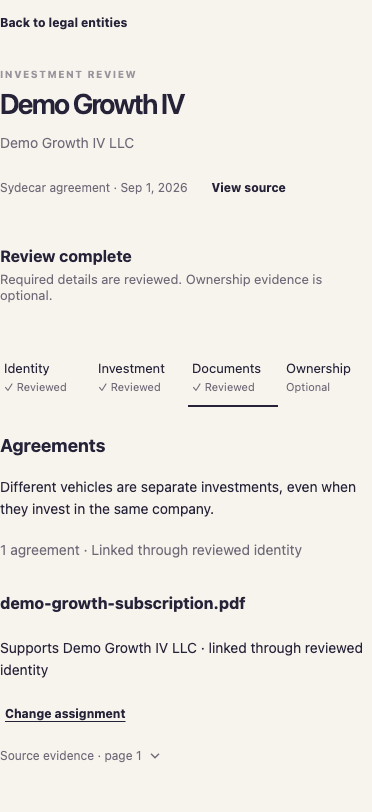 Back to legal entities
INVESTMENT REVIEW
Demo Growth IV
Demo Growth IV LLC
Sydecar agreement · Sep 1, 2026 View source
Review complete
Required details are reviewed. Ownership evidence is
optional.
Identity Investment Documents Ownership
✓ Reviewed ✓ Reviewed ✓ Reviewed Optional
Agreements
Different vehicles are separate investments, even when
they invest in the same company.
1 agreement · Linked through reviewed identity
demo-growth-subscription.pdf
Supports Demo Growth IV LLC · linked through reviewed
identity
Change assignment
Source evidence · page 1